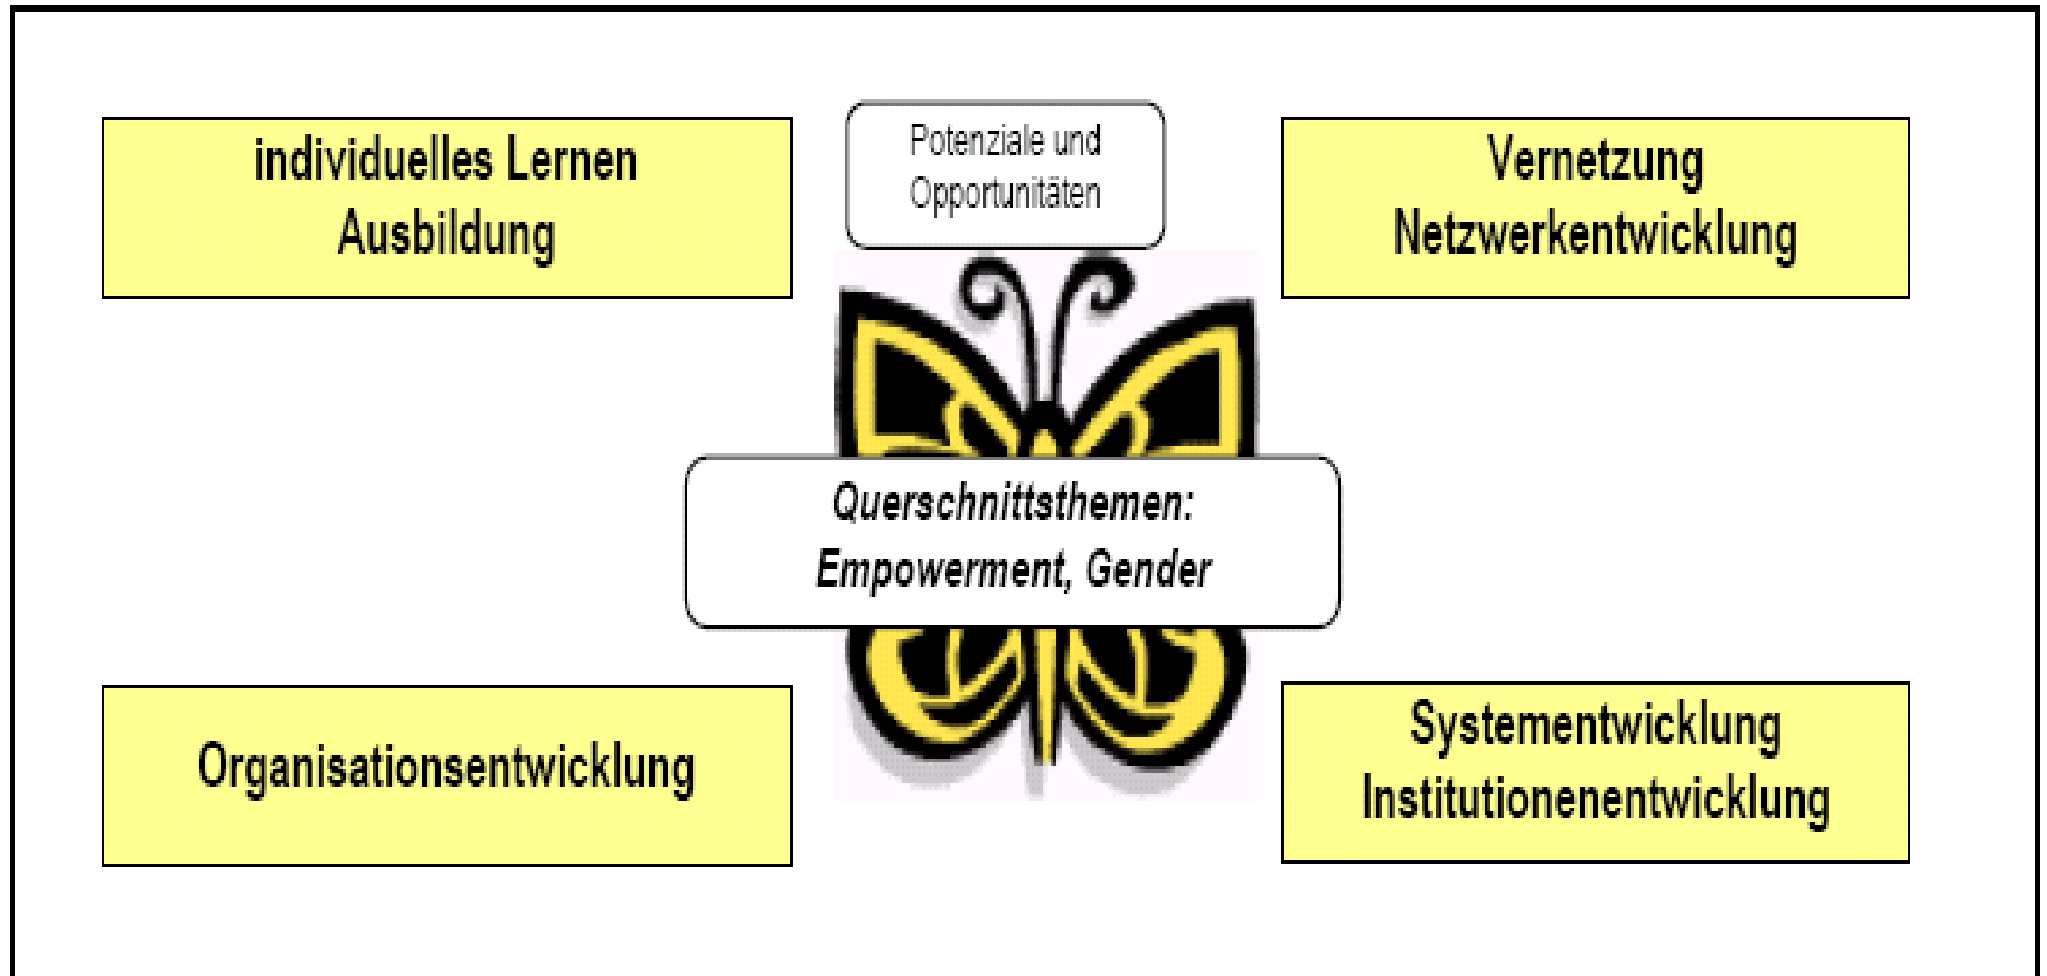 individuelles Lernen
Ausbildung
Potenziale und
Opportunitäten
Vernetzung
Netzwerkentwicklung
Querschnittsthemen:
Empowerment, Gender
Organisationsentwicklung
Systementwicklung
Institutionenentwicklung